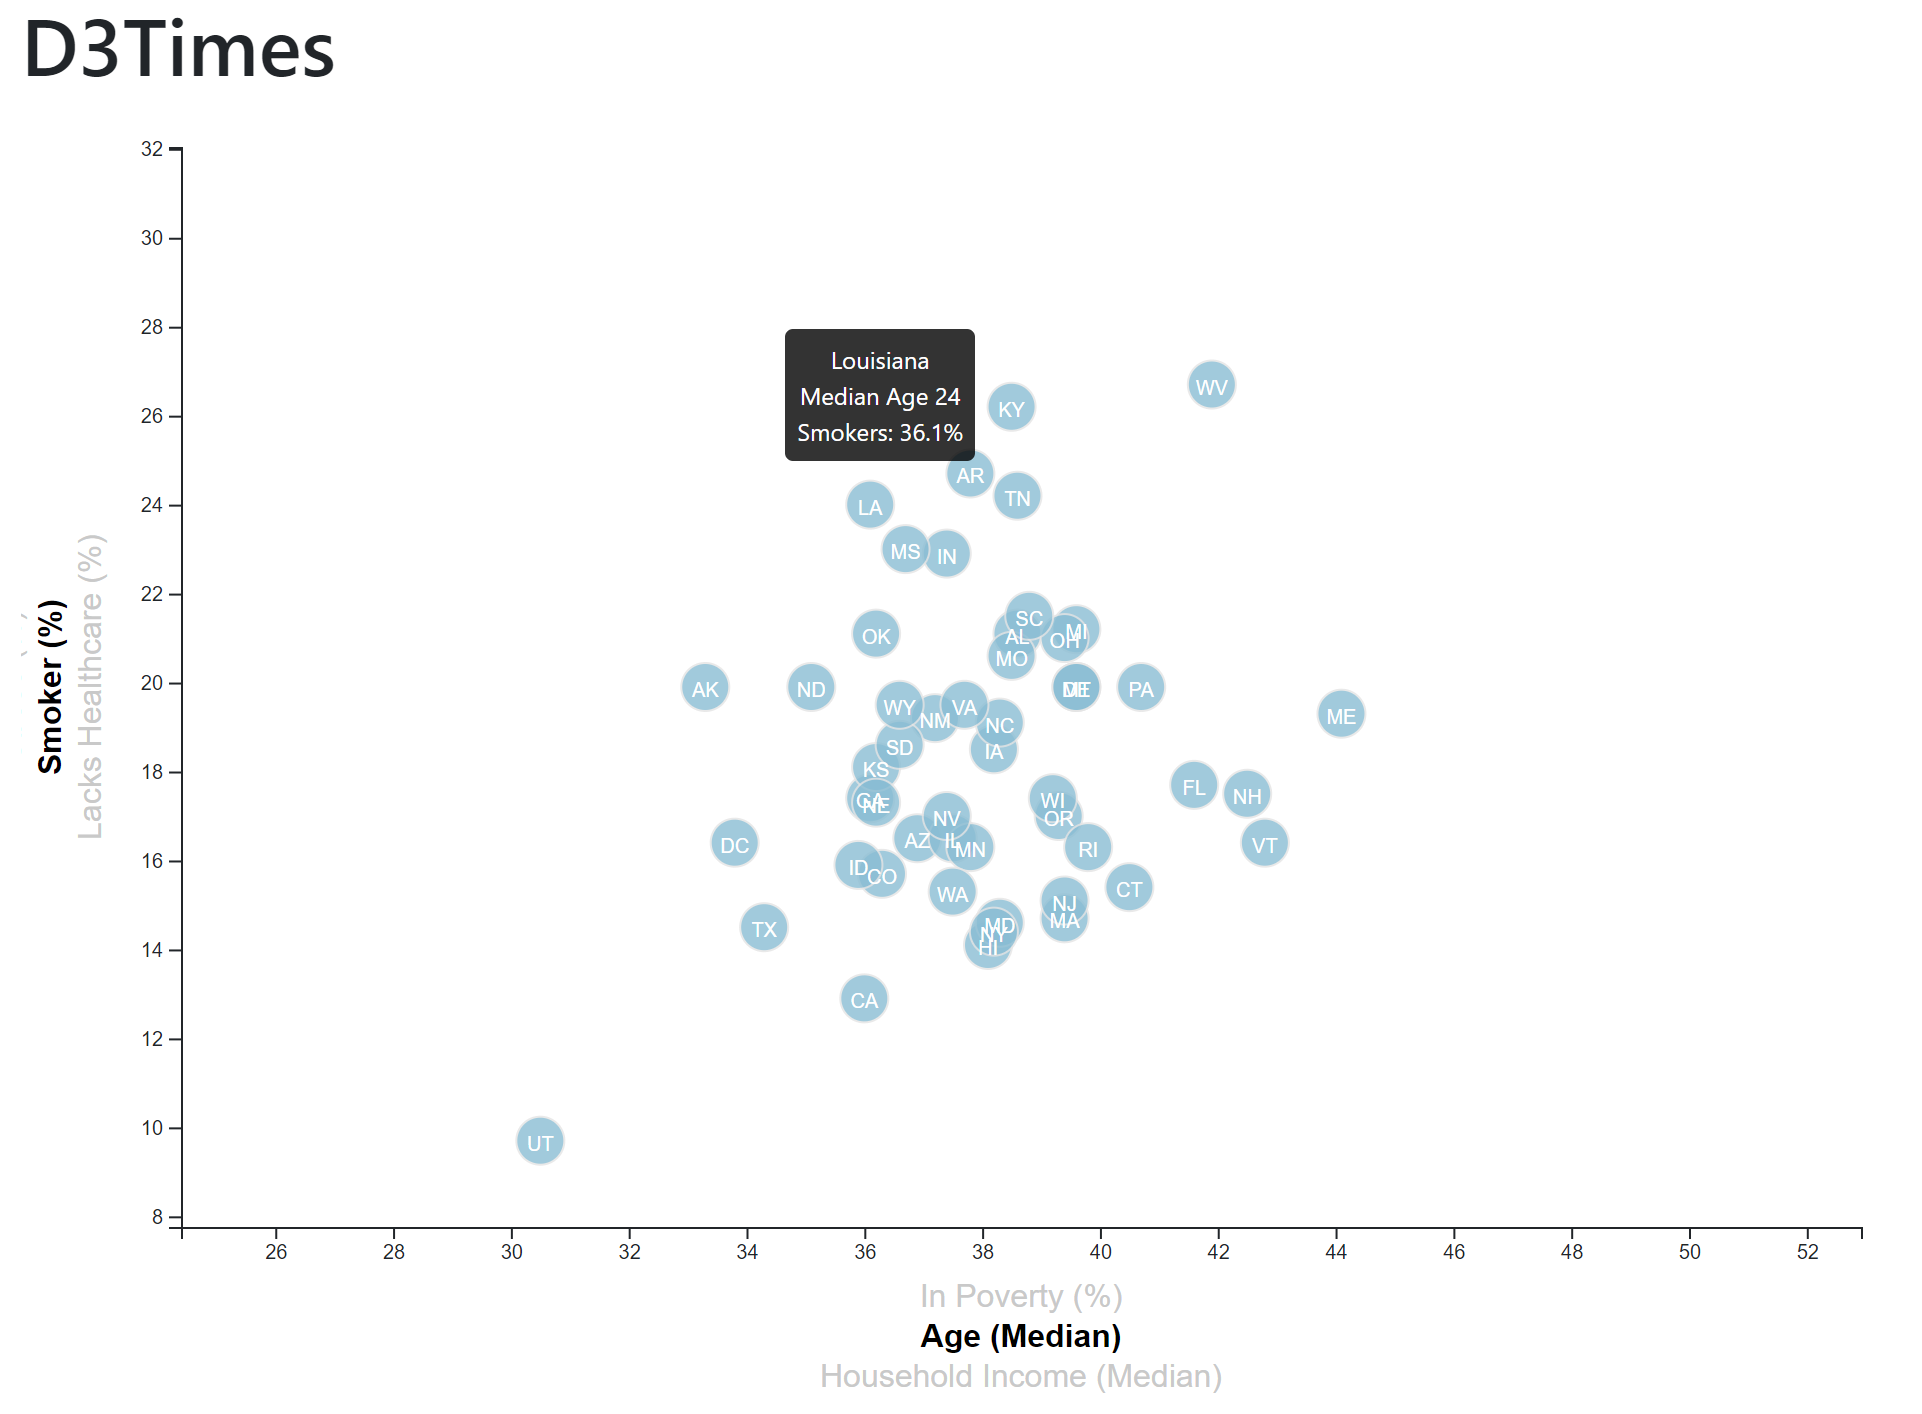 D3Times
32
30
28
26
24
22
20
18
16
14
12
10
8
Smoker (%)
Lacks Healthcare (%)
Louisiana
Median Age 24
Smokers: 36.1%
WV
KY
AR
TN
LA
MS
IN
SC
AL
MI
OH
OK
MO
AK
ND
DE
PA
WY
VA
NM
NC
ME
SD
IA
KS
FL
NH
GA
NE
WI
OR
NV
DC
AZ
IL
MN
RI
VT
ID
CO
CT
WA
NJ
MA
TX
MD
NY
HI
CA
UT
26
28
30
32
34
36
38
40
42
44
46
48
50
52
In Poverty (%)
Age (Median)
Household Income (Median)